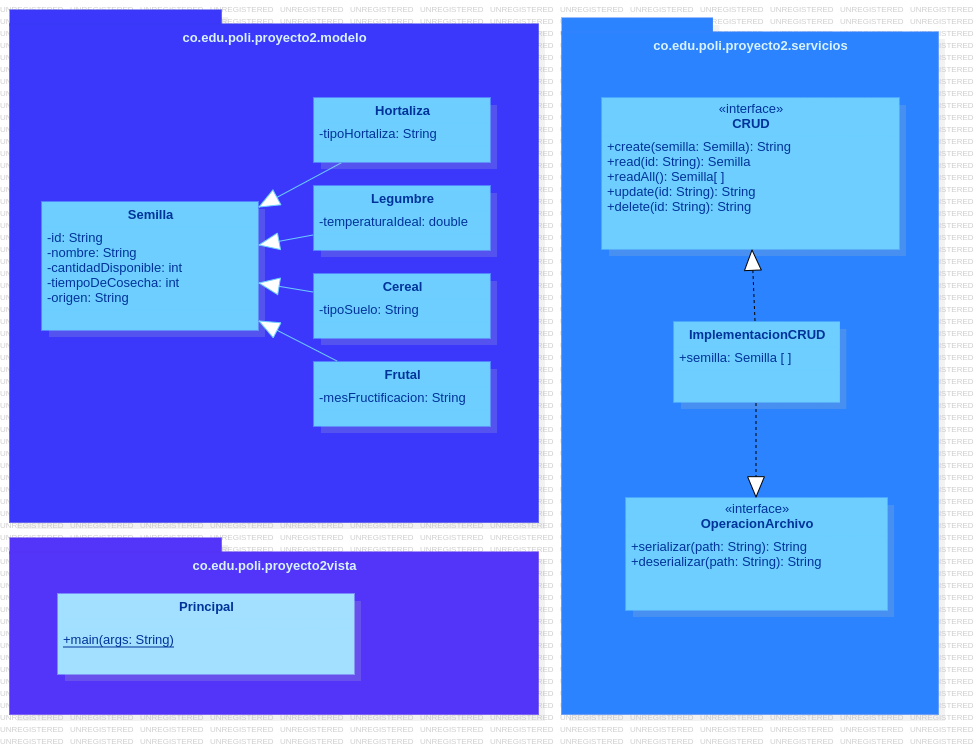 co.edu.poli.proyecto2.modelo
Hortaliza
-tipoHortaliza: String
Legumbre
-temperaturaIdeal: double
Semilla
-id: String
-nombre: String
-cantidadDisponible: int
-tiempoDeCosecha: int
-origen: String
Cereal
-tipoSuelo: String
Frutal
-mesFructificacion: String
co.edu.poli.proyecto2vista
Principal
+main(args: String)
co.edu.poli.proyecto2.servicios
«interface»
CRUD
+create(semilla: Semilla): String
+read(id: String): Semilla
+readAll(): Semilla[ ]
+update(id: String): String
+delete(id: String): String
ImplementacionCRUD
+semilla: Semilla [ ]
«interface»
OperacionArchivo
+serializar(path: String): String
+deserializar(path: String): String
UNREGISTERED